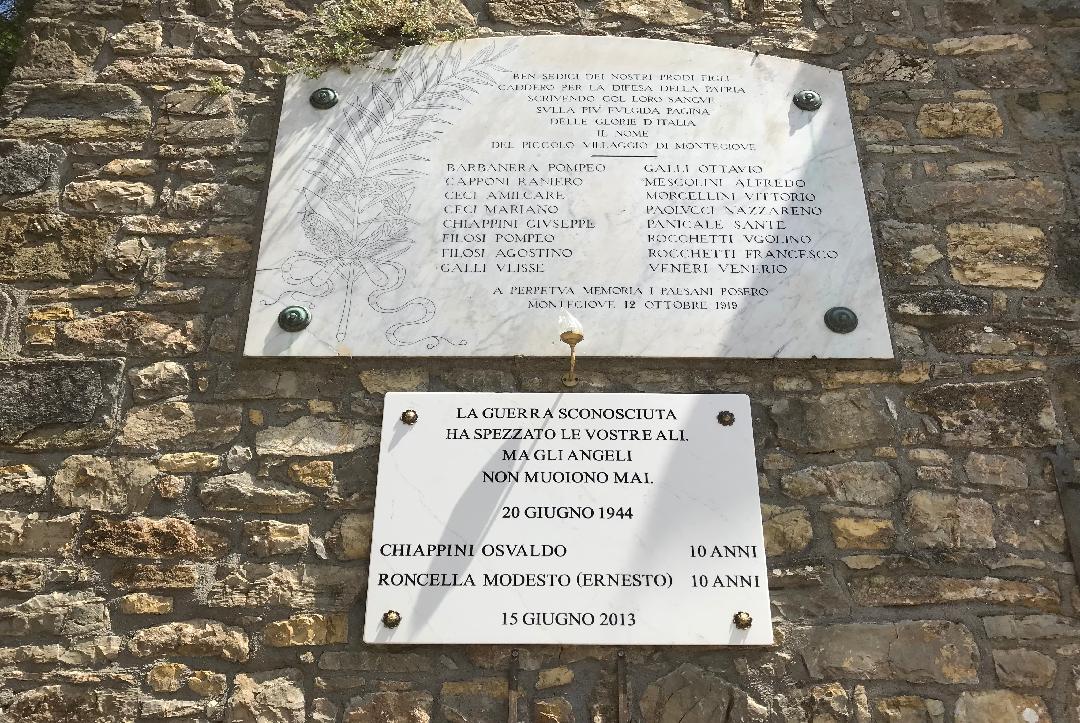 BEN SEDICI DEI NOSTRI PRODI FIGLI
CADDERO PER LA DIFESA DELLA PATRIA
SCRIVENDO COL LORO SANGVE
SVLLA PIV FVLGIDA PAGINA
DELLE GLORIE D'ITALIA
IL NOME
DEL PICCOLO VILLAGGIO DI MONTEGIOVE
BARBANERA POMPEO
CAPPONI RANIERO
CECI AMILCARE
CECI MARIANO
CHIAPPINI GIVSEPPE
FILOSI POMPEO
FILOSI AGOSTINO
GALLI VLISSE
GALLI OTTAVIO
MESCOLINI ALFREDO
MORCELLINI VITTORIO
PAOLVCCI NAZZARENO
PANICALE SANTE
ROCCHETTI VGOLINO
ROCCHETTI FRANCESCO
VENERI VENERIO
A PERPETVA MEMORIA I PAESANI POSERO
MONTEGIOVE 12 OTTOBRE 1919
LA GUERRA SCONOSCIUTA
HA SPEZZATO LE VOSTRE ALI.
MA GLI ANGELI
NON MUOIONO MAI.
20 GIUGNO 1944
CHIAPPINI OSVALDO 10 ANNI
RONCELLA MODESTO (ERNESTO) 10 ANNI
15 GIUGNO 2013